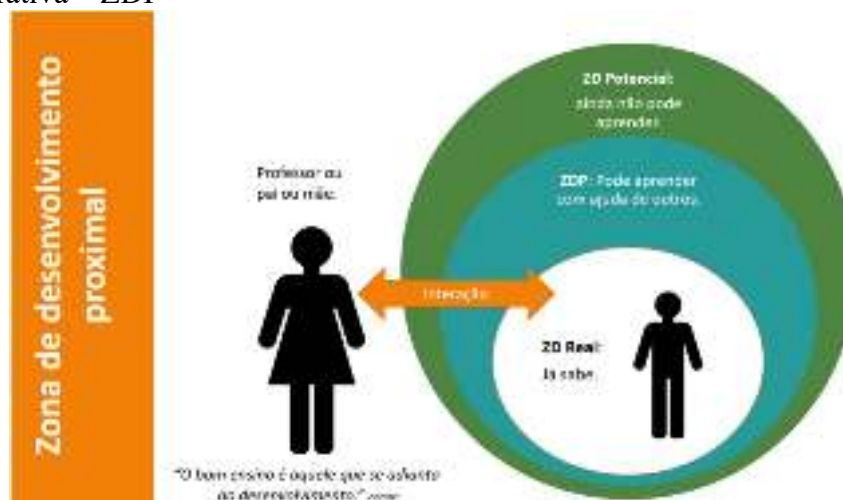 ZDP
Zona de desenvolvimento
proximal
ZD Potencial:
ainda não pode
aprender
Professor ou
pai ou mãe.
ZDP: Pode aprender
com ajuda de outros.
Interação
ZD Real:
Já sabe.
"O bom ensino é aquele que se adianta
ao desenvolvimento."